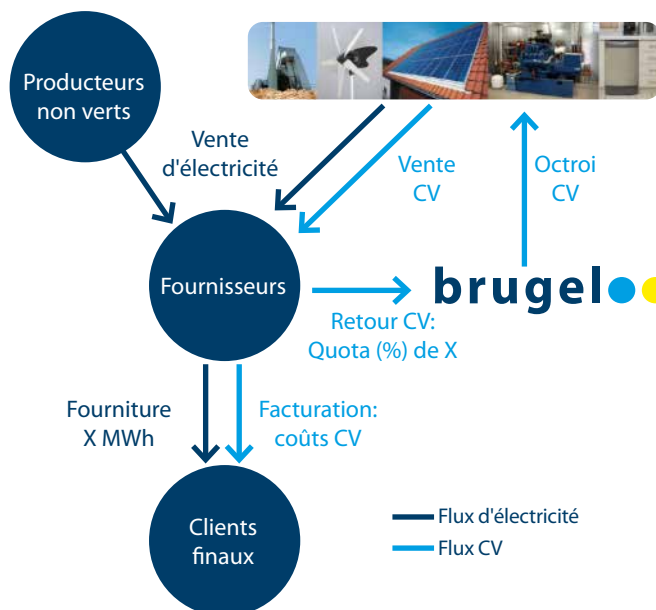 Producteurs
non verts
Vente
d'électricité
Vente
CV
Octroi
CV
Fournisseurs
brugel
Retour CV:
Quota (%) de X
Fourniture
X MWh
Facturation:
coûts CV
Clients
finaux
Flux d'électricité
Flux CV